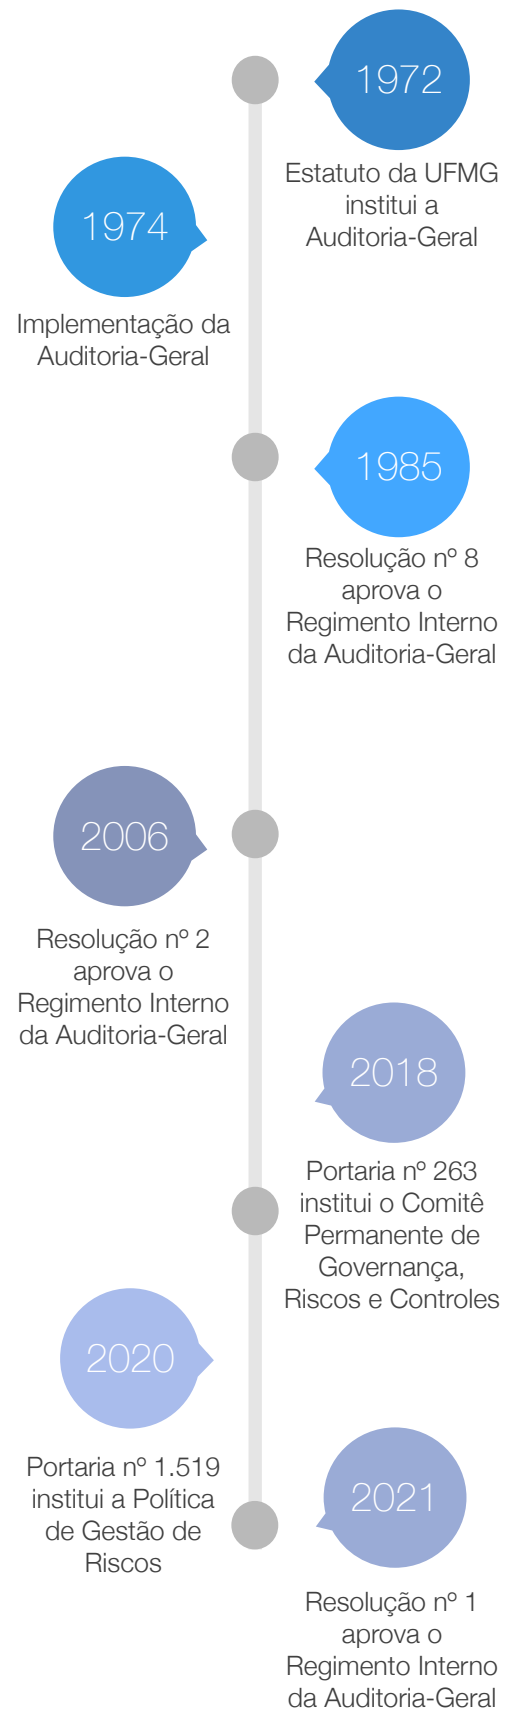 1972
Estatuto da UFMG
institui a
Auditoria-Geral
1974
Implementação da
Auditoria-Geral
1985
Resolução nº 8
aprova o
Regimento Interno
da Auditoria-Geral
2006
Resolução nº 2
aprova o
Regimento Interno
da Auditoria-Geral
2018
Portaria nº 263
institui o Comitê
Permanente de
Governança,
Riscos e Controles
2020
Portaria nº 1.519
institui a Política
de Gestão de
Riscos
2021
Resolução nº 1
aprova o
Regimento Interno
da Auditoria-Geral